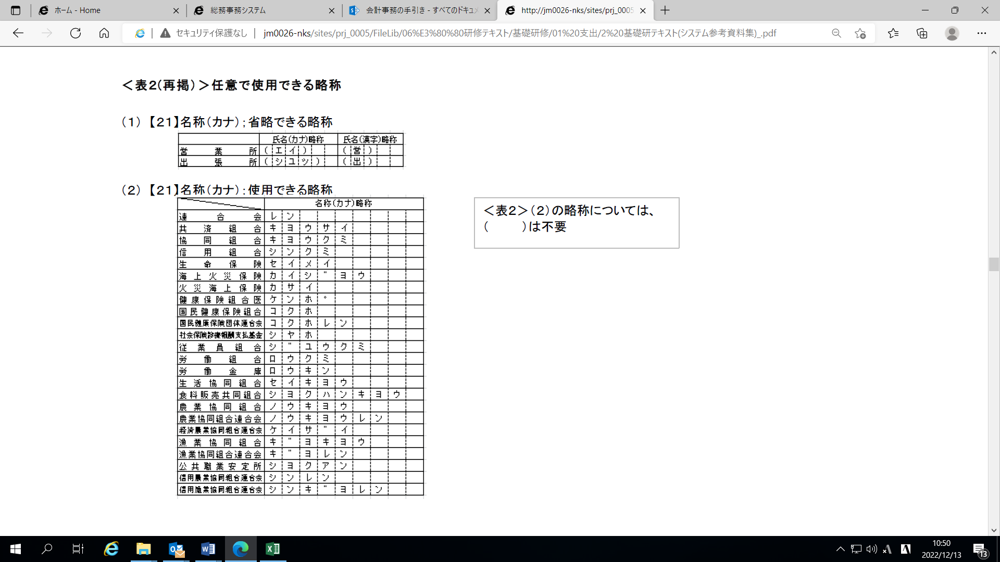 ホーム - Home
総務事務システム
会計事務の手引き - すべてのドキュメ
http://jm0026-nks/sites/prj_0005
セキュリティ保護なし jm0026-nks/sites/prj_0005/FileLib/06%E3%80%80研修テキスト/基礎研修/01%20支出/2%20基礎研テキスト(システム参考資料集)_.pdf
＜表２(再掲)＞任意で使用できる略称
(１) 【２１】名称(カナ);省略できる略称
氏名(カナ)略称 氏名(漢字)略称
営業所 (エイ) (営)
出張所 (シユツ) (出)
(２) 【２１】名称(カナ):使用できる略称
名称(カナ)略称
連合会 レン
共済組合 キヨウサイ
協同組合 キヨウクミ
信用組合 シンクミ
生命保険 セイメイ
海上火災保険 カイシ゛ヨウ
火災海上保険 カサイ
健康保険組合医 ケンホ゜
国民健康保険組合 コクホ
国民健康保険団体連合会 コクホレン
社会保険診療報酬支払基金 シヤホ
従業員組合 シ゛ユウクミ
労働組合 ロウクミ
労働金庫 ロウキン
生活協同組合 セイキヨウ
食料販売共同組合 シヨクハンキヨウ
農業協同組合 ノウキヨウ
農業協同組合連合会 ノウキヨウレン
経済農業協同組合連合会 ケイサ゛イ
漁業協同組合 キ゛ヨキヨウ
漁業協同組合連合会 キ゛ヨレン
公共職業安定所 シヨクアン
信用農業協同組合連合会 シンレン
信用漁業協同組合連合会 シンキ゛ヨレン
＜表２＞(２)の略称については、
(　　)は不要
10:50
2022/12/13
13